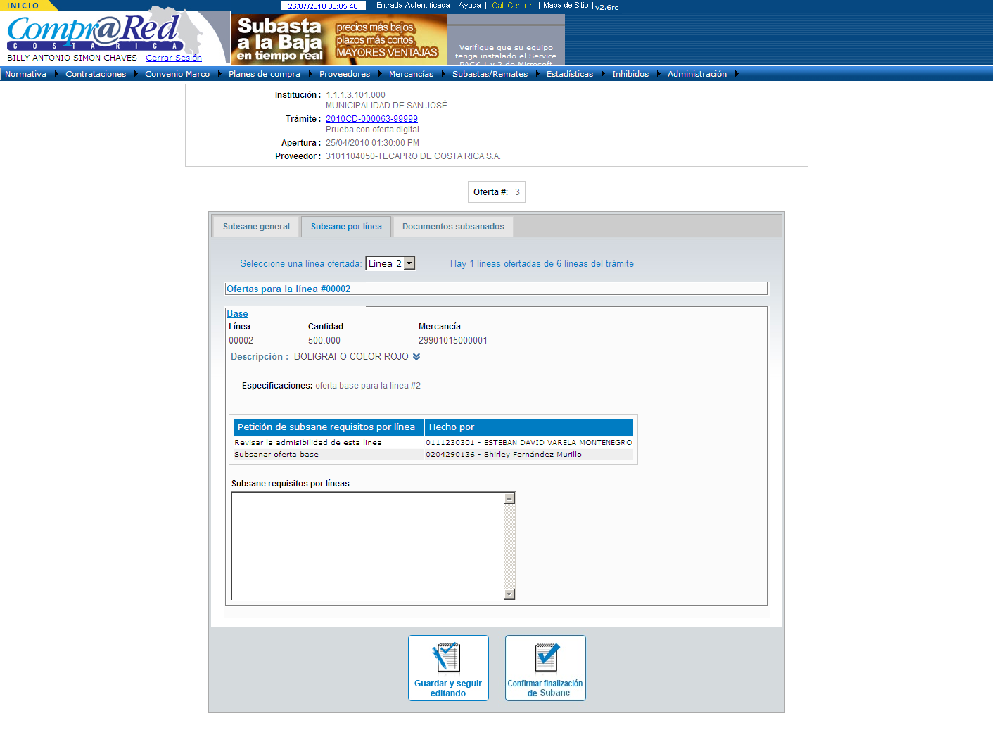 INICIO
26/07/2010 03:05:40
Entrada Autentificada | Ayuda | Call Center | Mapa de Sitio | v2.6rc
Compr@Red
COSTA RICA
BILLY ANTONIO SIMON CHAVES Cerrar Sesión
Subasta
a la Baja
en tiempo real
precios más bajos,
plazos más cortos,
MAYORES VENTAJAS
Verifique que su equipo
tenga instalado el Service
PACK 1 y 2 de Microsoft
Normativa Contrataciones Convenio Marco Planes de compra Proveedores Mercancías Subastas/Remates Estadísticas Inhibidos Administración
Institución : 1.1.1.3.101.000
MUNICIPALIDAD DE SAN JOSÉ
Trámite : 2010CD-000063-99999
Prueba con oferta digital
Apertura : 25/04/2010 01:30:00 PM
Proveedor : 3101104050-TECAPRO DE COSTA RICA S.A.
Oferta #: 3
Subsane general Subsane por línea Documentos subsanados
Seleccione una línea ofertada: Línea 2 Hay 1 líneas ofertadas de 6 líneas del trámite
Ofertas para la línea #00002
Base
Línea Cantidad Mercancía
00002 500.000 29901015000001
Descripción : BOLIGRAFO COLOR ROJO
Especificaciones: oferta base para la linea #2
Petición de subsane requisitos por línea Hecho por
Revisar la admisibilidad de esta linea 0111230301 - ESTEBAN DAVID VARELA MONTENEGRO
Subsanar oferta base 0204290136 - Shirley Fernández Murillo
Subsane requisitos por líneas
Guardar y seguir
editando
Confirmar finalización
de Subane